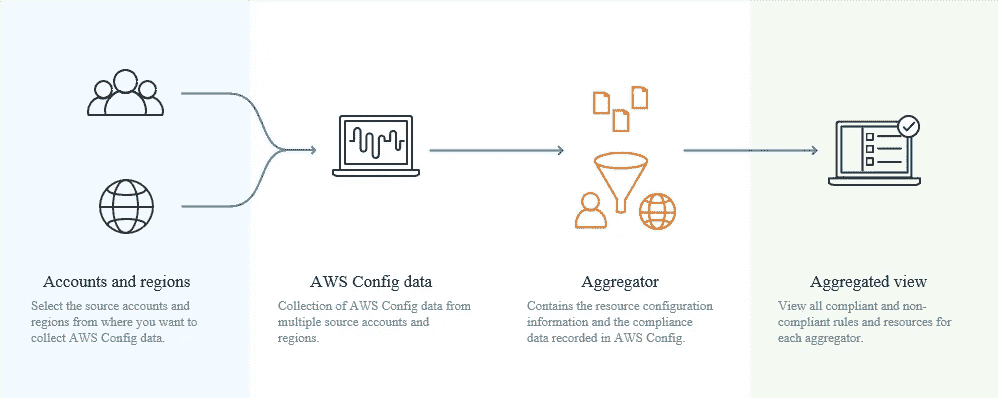 Accounts and regions
Select the source accounts and
regions from where you want to
collect AWS Config data.
AWS Config data
Collection of AWS Config data from
multiple source accounts and
regions.
Aggregator
Contains the resource configuration
information and the compliance
data recorded in AWS Config.
Aggregated view
View all compliant and non-
compliant rules and resources for
each aggregator.